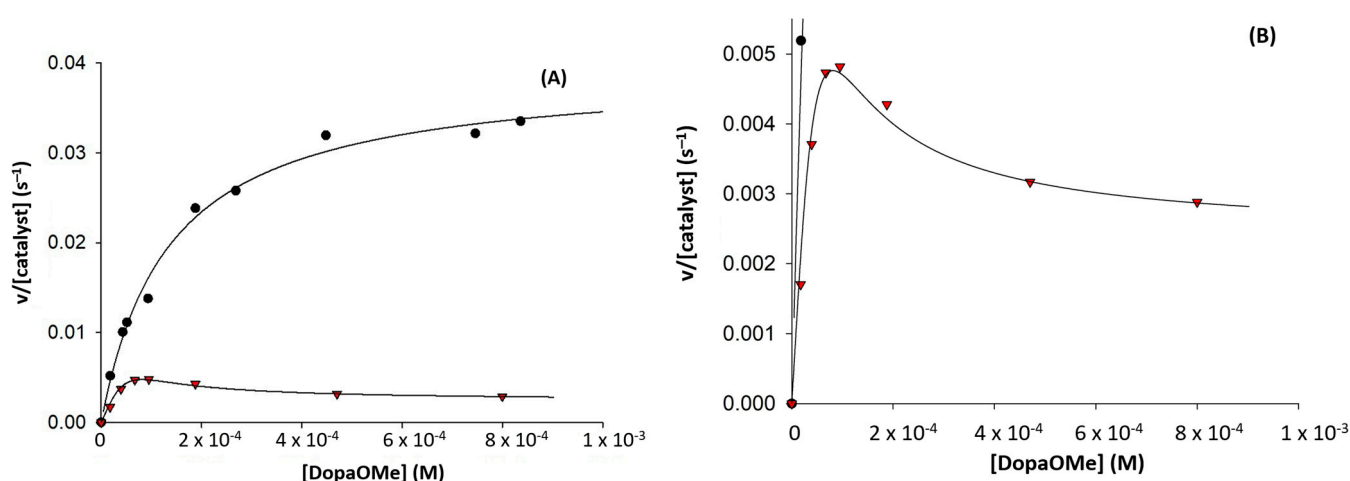 (A)
0.04
0.03
0.02
0.01
0.00
v/[catalyst] (s⁻¹)
0
2 x 10⁻⁴
4 x 10⁻⁴
6 x 10⁻⁴
8 x 10⁻⁴
1 x 10⁻³
[DopaOMe] (M)
(B)
0.005
0.004
0.003
0.002
0.001
0.000
v/[catalyst] (s⁻¹)
0
2 x 10⁻⁴
4 x 10⁻⁴
6 x 10⁻⁴
8 x 10⁻⁴
1 x 10⁻³
[DopaOMe] (M)